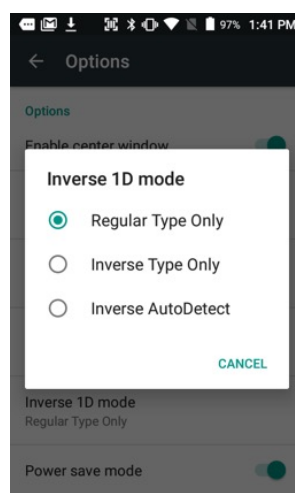 97% 1:41 PM
Options
Options
Enable center window
Inverse 1D mode
Regular Type Only
Inverse Type Only
Inverse AutoDetect
CANCEL
Inverse 1D mode
Regular Type Only
Power save mode